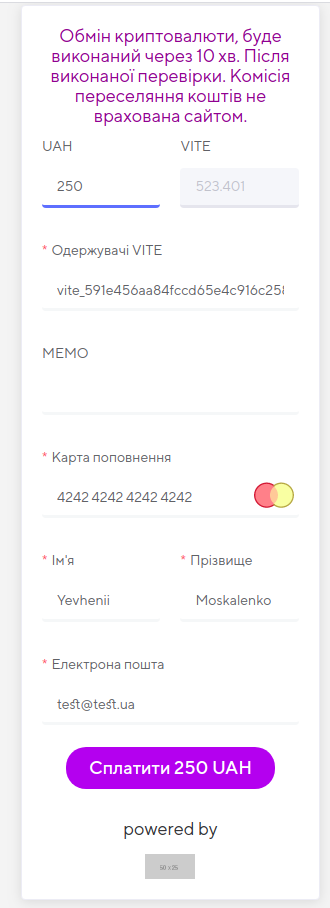 Обмін криптовалюти, буде
виконаний через 10 хв. Після
виконаної перевірки. Комісія
переселяння коштів не
врахована сайтом.
UAH VITE
250 523.401
* Одержувачі VITE
vite_591e456aa84fccd65e4c916c258
MEMO
* Карта поповнення
4242 4242 4242 4242
* Ім'я * Прізвище
Yevhenii Moskalenko
* Електрона пошта
test@test.ua
Сплатити 250 UAH
powered by
50 x 25